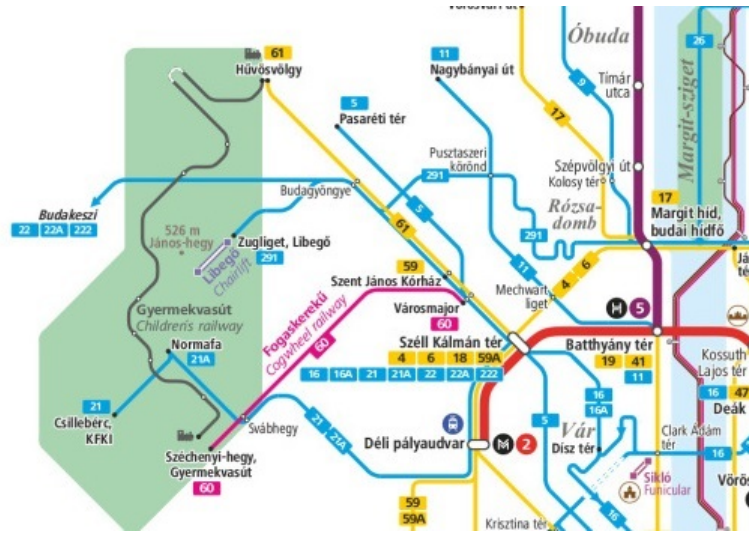 Vörösvári út
26
Óbuda
61
11
Hűvösvölgy
Nagybányai út
9
Tímár
utca
5
Pasaréti tér
17
Margit-sziget
Pusztaszeri
körönd
Szépvölgyi út
Kolosy tér
291
Budagyöngye
17
Rózsa-
domb
Margit híd,
budai hídfő
Budakeszi
22 22A 222
526 m
János-hegy
Zugliget, Libegő
291
Libegő
Chairlift
61
5
291
59
Szent János Kórház
11
4 6
Mechwart
liget
Városmajor
60
Gyermekvasút
Children's railway
Fogaskerekű
Cogwheel railway
60
Széll Kálmán tér
4 6 18 59A
16 16A 21 21A 22 22A 222
H 5
Batthyány tér
19 41
11
Kossuth
Lajos tér
16 47
Deák
Normafa
21A
21
Csillebérc,
KFKI
Svábhegy
21
21A
16
16A
5
Vár
Dísz tér
Clark Ádám
tér
16
Déli pályaudvar
M 2
Széchenyi-hegy,
Gyermekvasút
60
Sikló
Funicular
Vörös
59
59A
16
Krisztina tér